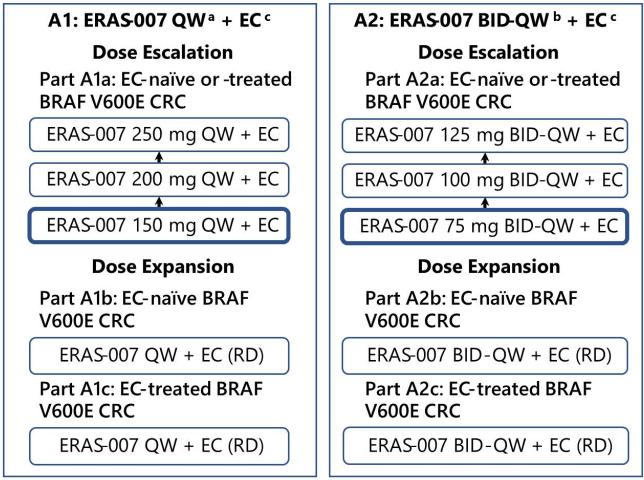 A1: ERAS-007 QWᵃ + ECᶜ
Dose Escalation
Part A1a: EC-naïve or -treated
BRAF V600E CRC
ERAS-007 250 mg QW + EC
ERAS-007 200 mg QW + EC
ERAS-007 150 mg QW + EC
Dose Expansion
Part A1b: EC-naïve BRAF
V600E CRC
ERAS-007 QW + EC (RD)
Part A1c: EC-treated BRAF
V600E CRC
ERAS-007 QW + EC (RD)
A2: ERAS-007 BID-QW ᵇ + ECᶜ
Dose Escalation
Part A2a: EC-naïve or -treated
BRAF V600E CRC
ERAS-007 125 mg BID-QW + EC
ERAS-007 100 mg BID-QW + EC
ERAS-007 75 mg BID-QW + EC
Dose Expansion
Part A2b: EC-naïve BRAF
V600E CRC
ERAS-007 BID-QW + EC (RD)
Part A2c: EC-treated BRAF
V600E CRC
ERAS-007 BID-QW + EC (RD)